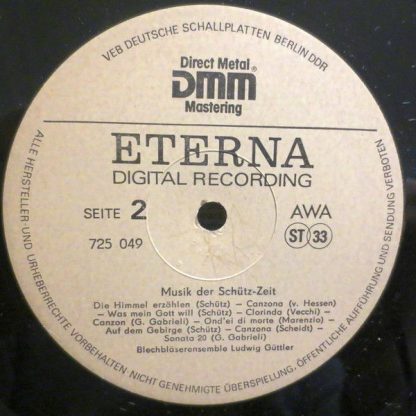 VEB DEUTSCHE SCHALLPLATTEN BERLIN DDR
Direct Metal
DMM®
Mastering
ETERNA
DIGITAL RECORDING
SEITE 2
AWA
725 049
ST 33
Musik der Schütz-Zeit
Die Himmel erzählen (Schütz) — Canzona (v. Hessen)
— Was mein Gott will (Schütz) — Clorinda (Vecchi) —
Canzon (G. Gabrieli) — Ond'ei di morte (Marenzio) —
Auf dem Gebirge (Schütz) — Canzona (Scheidt) —
Sonata 20 (G. Gabrieli)
Blechbläserensemble Ludwig Güttler
ALLE HERSTELLER- UND URHEBERRECHTE VORBEHALTEN NICHT GENEHMIGTE ÜBERSPIELUNG, ÖFFENTLICHE AUFFÜHRUNG UND SENDUNG VERBOTEN